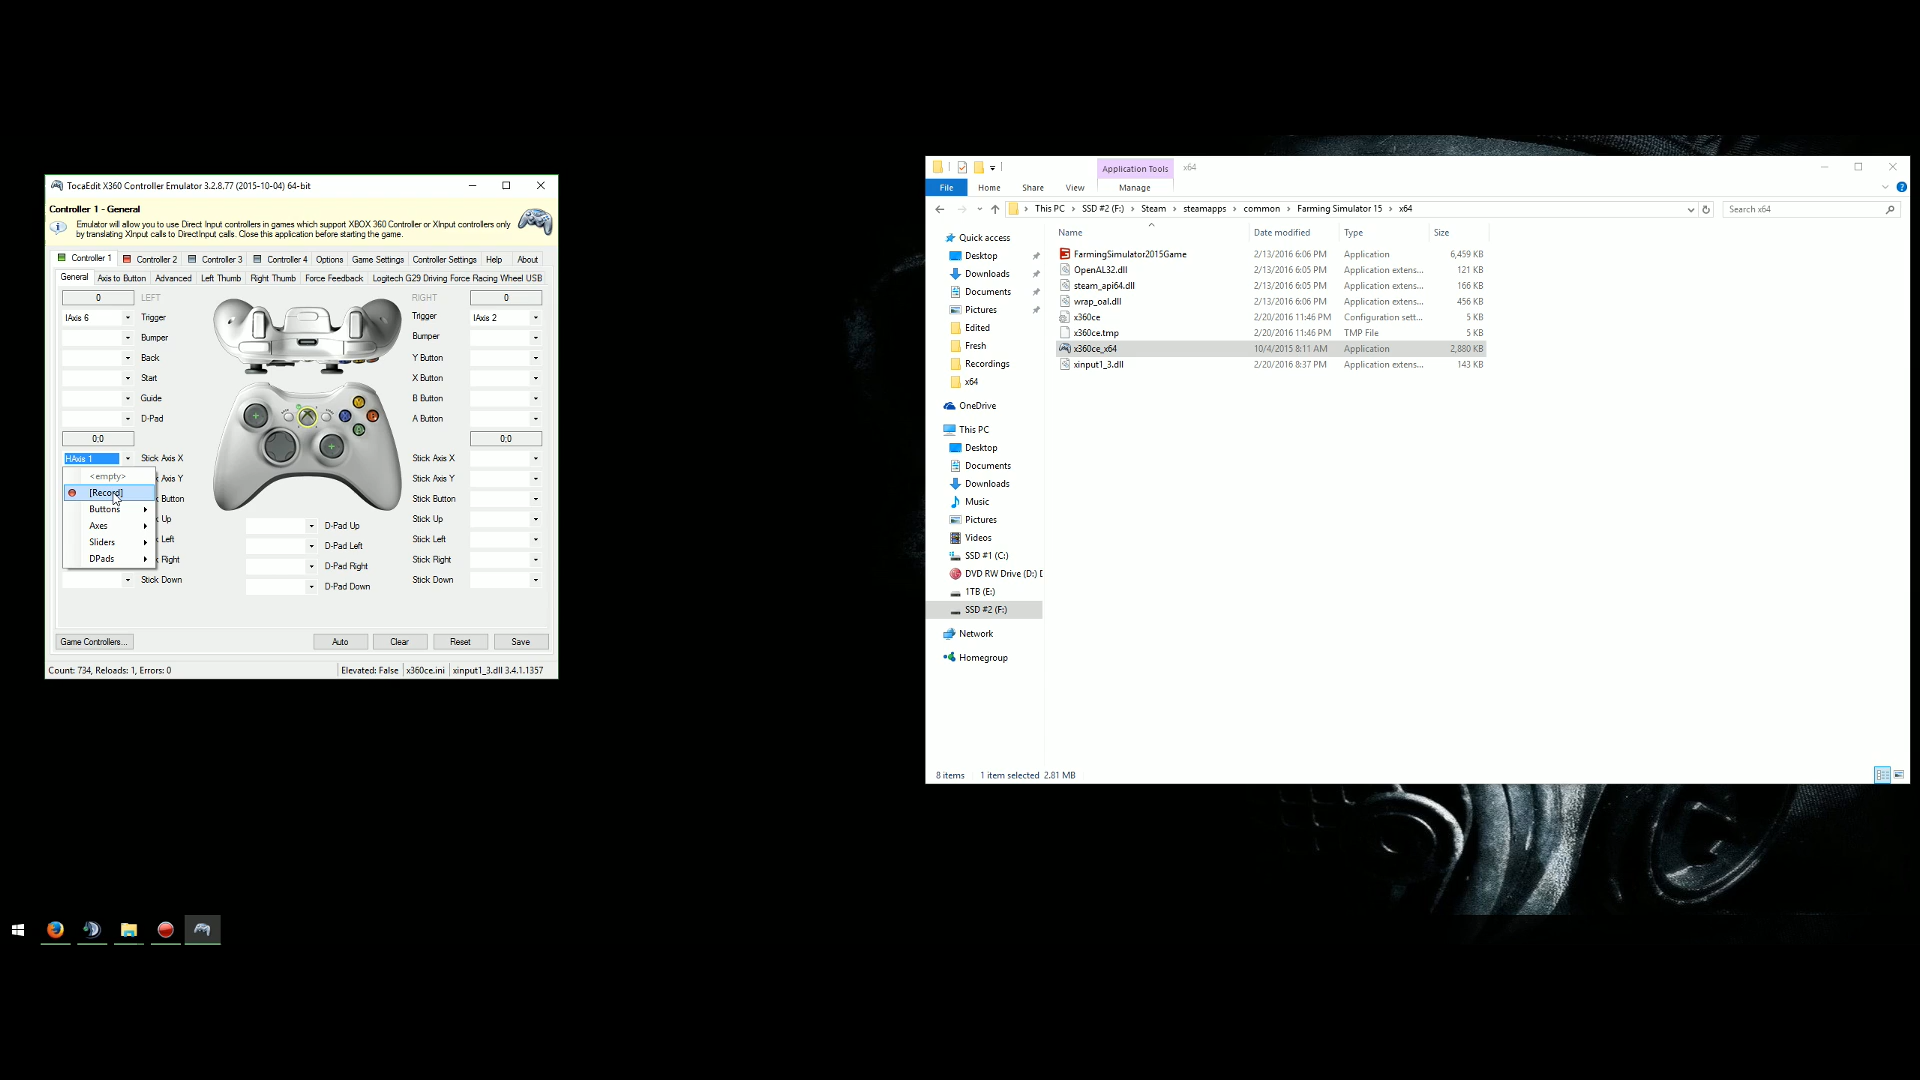 TocaEdit X360 Controller Emulator 3.2.8.77 (2015-10-04) 64-bit
Controller 1 - General
Emulator will allow you to use Direct Input controllers in games which support XBOX 360 Controller or XInput controllers only
by translating XInput calls to DirectInput calls. Close this application before starting the game.
Controller 1 Controller 2 Controller 3 Controller 4 Options Game Settings Controller Settings Help About
General Axis to Button Advanced Left Thumb Right Thumb Force Feedback Logitech G29 Driving Force Racing Wheel USB
0 LEFT RIGHT 0
IAxis 6 Trigger Trigger IAxis 2
Bumper Bumper
Back Y Button
Start X Button
Guide B Button
D-Pad A Button
0:0 0:0
HAxis 1 Stick Axis X Stick Axis X
<empty> Axis Y Stick Axis Y
[Record] Button Stick Button
Buttons Up Stick Up D-Pad Up
Axes Left Stick Left D-Pad Left
Sliders Right Stick Right D-Pad Right
DPads
Stick Down Stick Down D-Pad Down
Game Controllers... Auto Clear Reset Save
Count: 734, Reloads: 1, Errors: 0 Elevated: False x360ce.ini xinput1_3.dll 3.4.1.1357
Application Tools x64
File Home Share View Manage
This PC > SSD #2 (F:) > Steam > steamapps > common > Farming Simulator 15 > x64 Search x64
Name Date modified Type Size
FarmingSimulator2015Game 2/13/2016 6:06 PM Application 6,459 KB
OpenAL32.dll 2/13/2016 6:05 PM Application extens... 121 KB
steam_api64.dll 2/13/2016 6:05 PM Application extens... 166 KB
wrap_oal.dll 2/13/2016 6:06 PM Application extens... 456 KB
x360ce 2/20/2016 11:46 PM Configuration sett... 5 KB
x360ce.tmp 2/20/2016 11:46 PM TMP File 5 KB
x360ce_x64 10/4/2015 8:11 AM Application 2,880 KB
xinput1_3.dll 2/20/2016 8:37 PM Application extens... 143 KB
Quick access
Desktop
Downloads
Documents
Pictures
Edited
Fresh
Recordings
x64
OneDrive
This PC
Desktop
Documents
Downloads
Music
Pictures
Videos
SSD #1 (C:)
DVD RW Drive (D:) D
1TB (E:)
SSD #2 (F:)
Network
Homegroup
8 items 1 item selected 2.81 MB